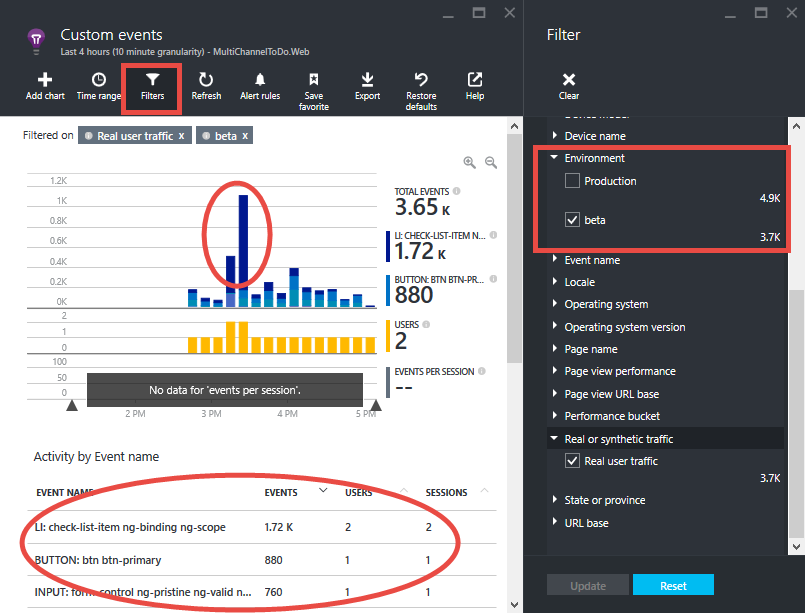 Custom events
Last 4 hours (10 minute granularity) - MultiChannelToDo.Web
Add chart
Time range
Filters
Refresh
Alert rules
Save
favorite
Export
Restore
defaults
Help
Filtered on
Real user traffic x
beta x
1.2K
1K
0.8K
0.6K
0.4K
0.2K
0K
2
1
0
100
50
0
No data for 'events per session'.
2 PM
3 PM
4 PM
5 PM
TOTAL EVENTS
3.65 K
LI: CHECK-LIST-ITEM N...
1.72 K
BUTTON: BTN BTN-PR...
880
USERS
2
EVENTS PER SESSION
--
Activity by Event name
EVENT NAME EVENTS USERS SESSIONS
LI: check-list-item ng-binding ng-scope 1.72 K 2 2
BUTTON: btn btn-primary 880 1 1
INPUT: form-control ng-pristine ng-valid n... 760 1 1
Filter
Clear
Device model
Device name
Environment
Production
4.9K
beta
3.7K
Event name
Locale
Operating system
Operating system version
Page name
Page view performance
Page view URL base
Performance bucket
Real or synthetic traffic
Real user traffic
3.7K
State or province
URL base
Update
Reset